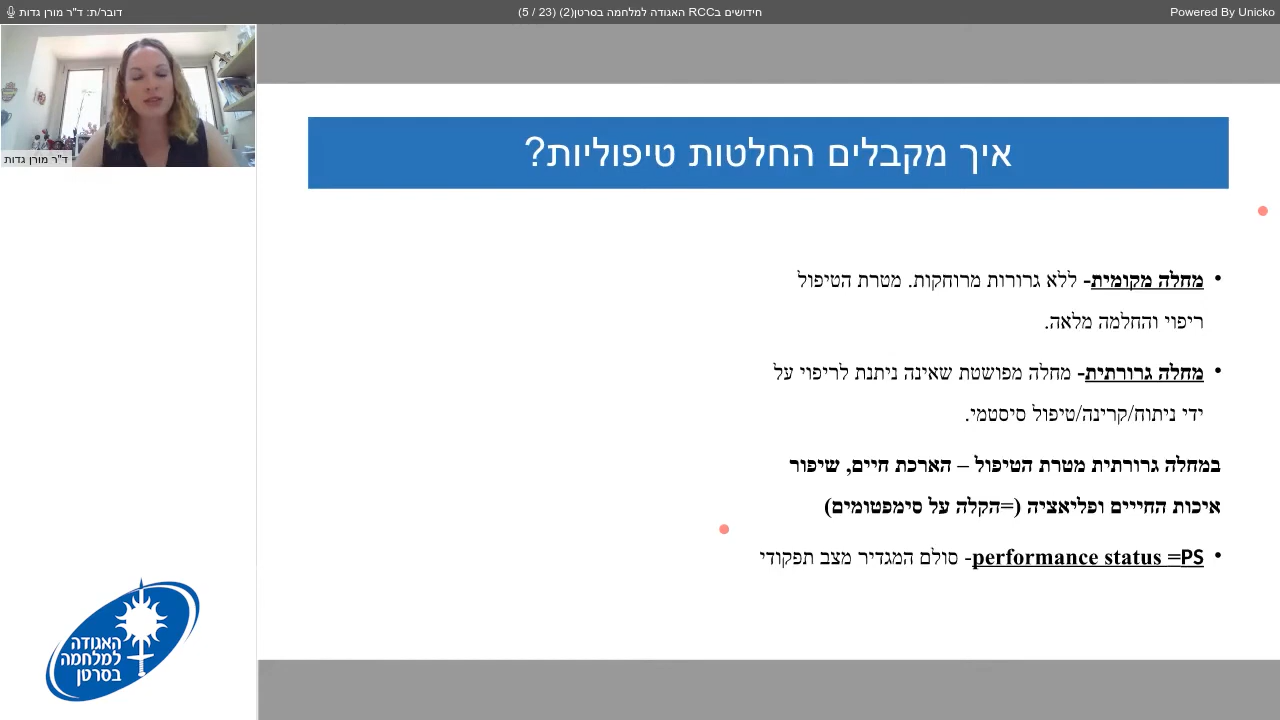 דובר/ת: ד"ר מורן גדות
חידושים בRCC האגודה למלחמה בסרטן(2) (23 / 5)
Powered By Unicko
ד"ר מורן גדות
איך מקבלים החלטות טיפוליות?
• מחלה מקומית- ללא גרורות מרוחקות. מטרת הטיפול
ריפוי והחלמה מלאה.
• מחלה גרורתית- מחלה מפושטת שאינה ניתנת לריפוי על
ידי ניתוח/קרינה/טיפול סיסטמי.
במחלה גרורתית מטרת הטיפול – הארכת חיים, שיפור
איכות החייים ופליאציה (=הקלה על סימפטומים)
• PS= performance status- סולם המגדיר מצב תפקודי
האגודה
למלחמה
בסרטן